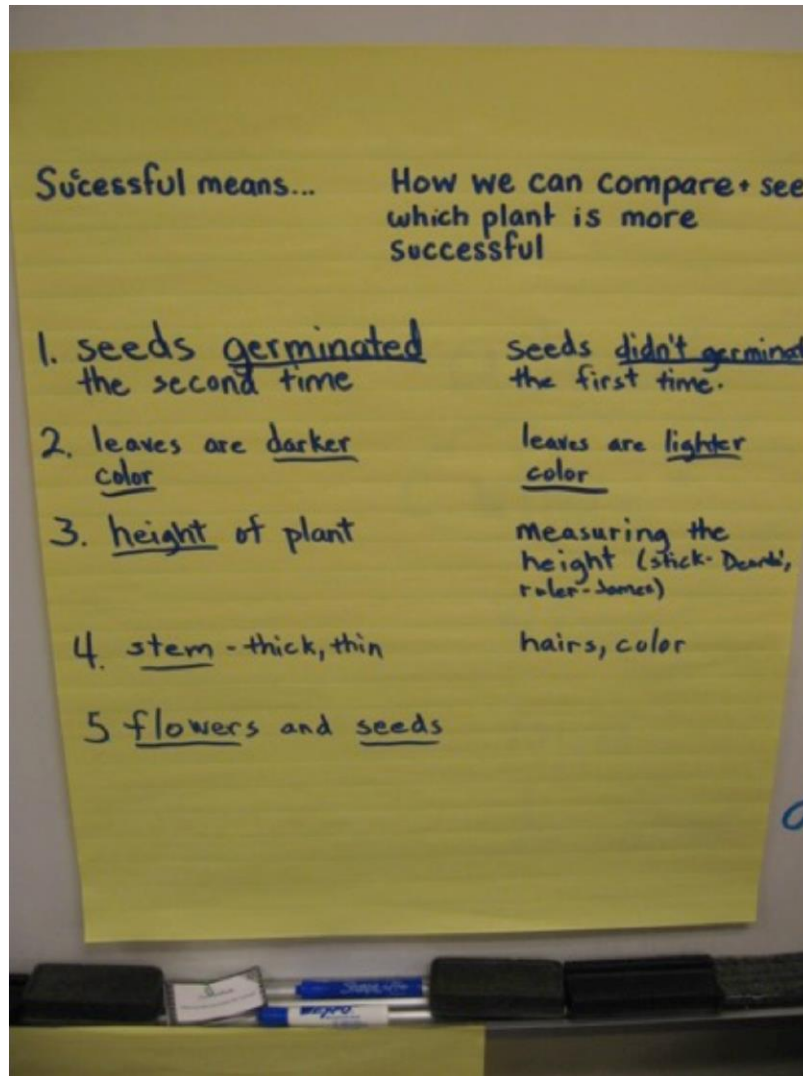 Sucessful means...
How we can compare + see
which plant is more
successful
1. seeds germinated
the second time
seeds didn't germinat
the first time.
2. leaves are darker
color
leaves are lighter
color
3. height of plant
measuring the
height (stick-
ruler-James)
4. stem - thick, thin
hairs, color
5 flowers and seeds
Sharpie
EXPO